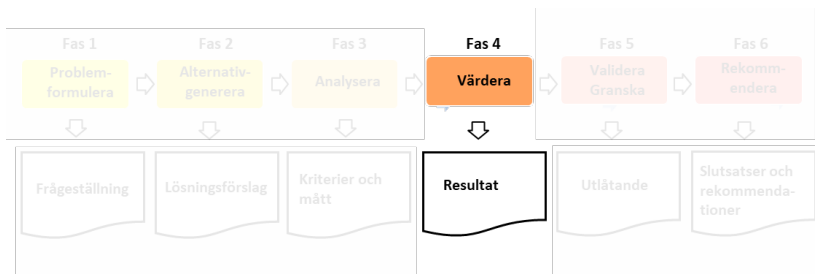 Fas 1
Fas 2
Fas 3
Fas 4
Fas 5
Fas 6
Problem-
formulera
Alternativ-
generera
Analysera
Värdera
Validera
Granska
Rekomm-
endera
Frågeställning
Lösningsförslag
Kriterier och
mått
Resultat
Utlåtande
Slutsatser och
rekommenda-
tioner